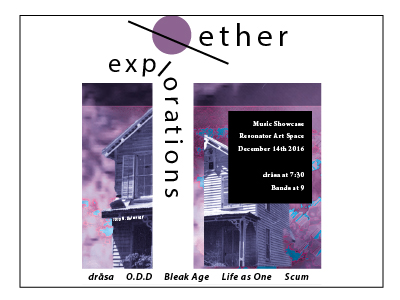 ether
explorations
Music Showcase
Resonator Art Space
December 14th 2016
drāsa at 7:30
Bands at 9
drāsa O.D.D Bleak Age Life as One Scum